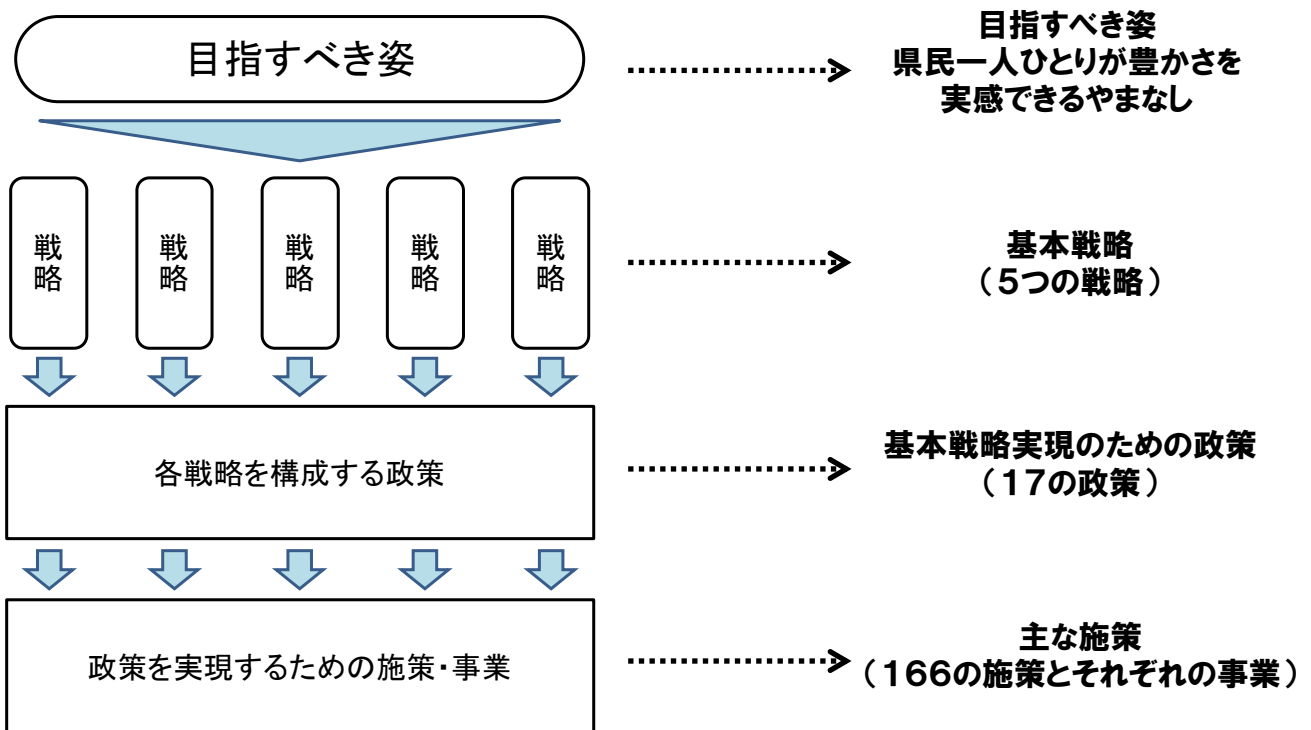 目指すべき姿
目指すべき姿
県民一人ひとりが豊かさを
実感できるやまなし
戦略
戦略
戦略
戦略
戦略
基本戦略
（５つの戦略）
各戦略を構成する政策
基本戦略実現のための政策
（１７の政策）
政策を実現するための施策・事業
主な施策
（１６６の施策とそれぞれの事業）